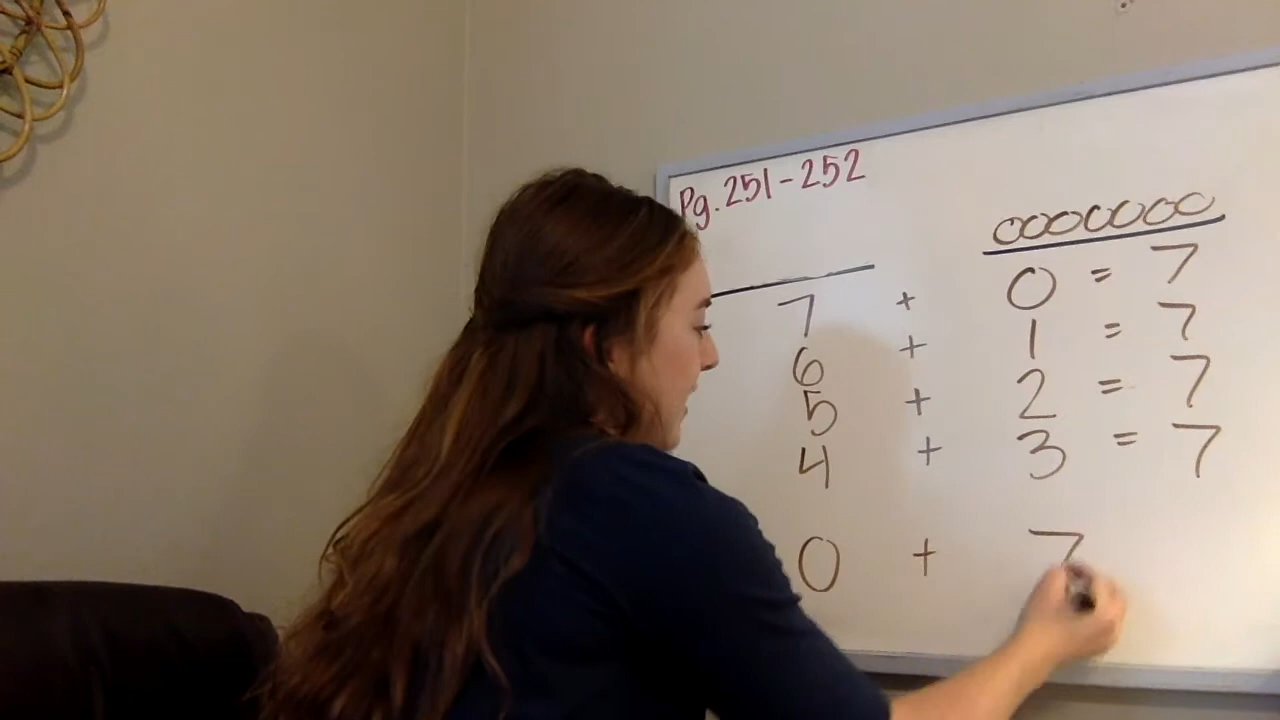 Pg. 251-252
OOOOOOO
7 + 0 = 7
6 + 1 = 7
5 + 2 = 7
4 + 3 = 7
0 + 7